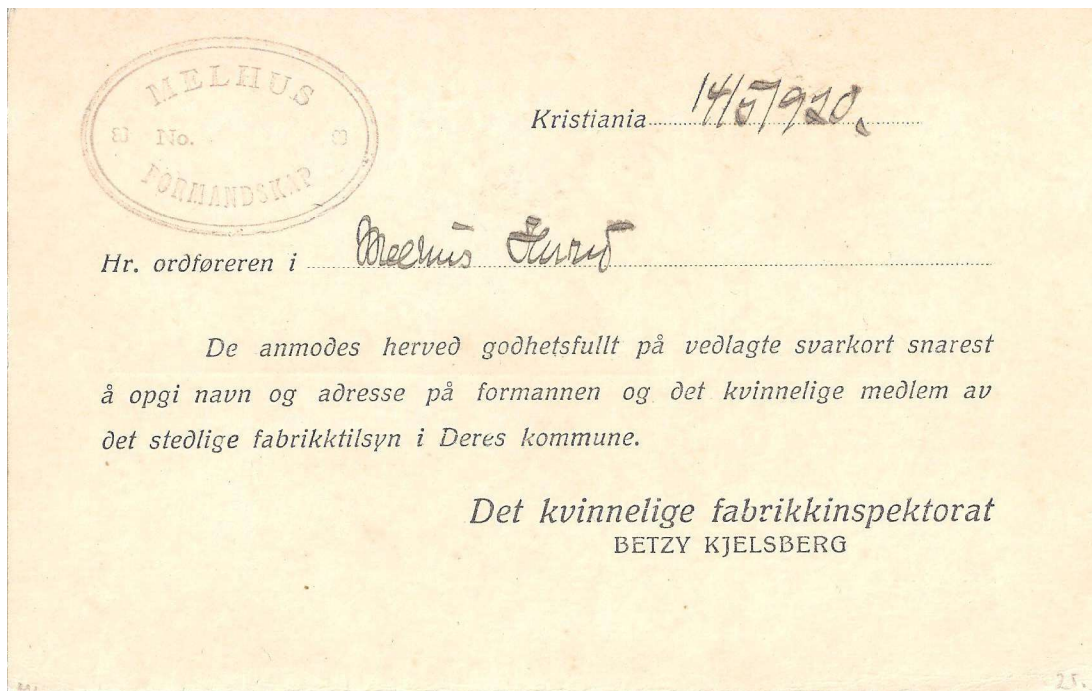 MELHUS
No.
FORMANDSKAP
Kristiania 14/5 1920.
Hr. ordføreren i Melhus
De anmodes herved godhetsfullt på vedlagte svarkort snarest
å opgi navn og adresse på formannen og det kvinnelige medlem av
det stedlige fabrikktilsyn i Deres kommune.
Det kvinnelige fabrikkinspektorat
BETZY KJELSBERG
25.